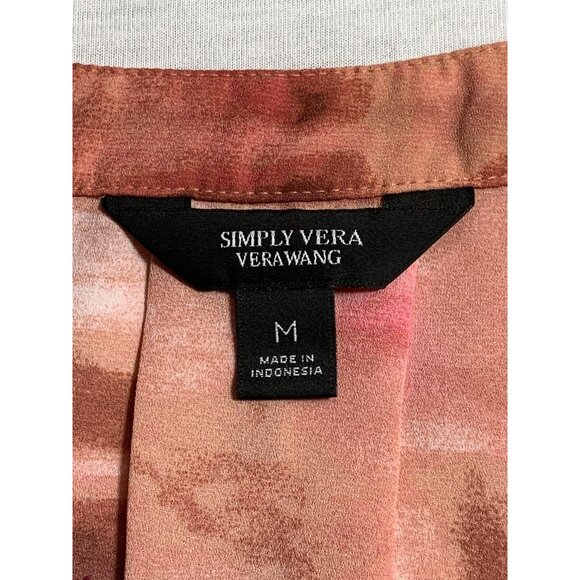 SIMPLY VERA
VERAWANG
M
MADE IN
INDONESIA